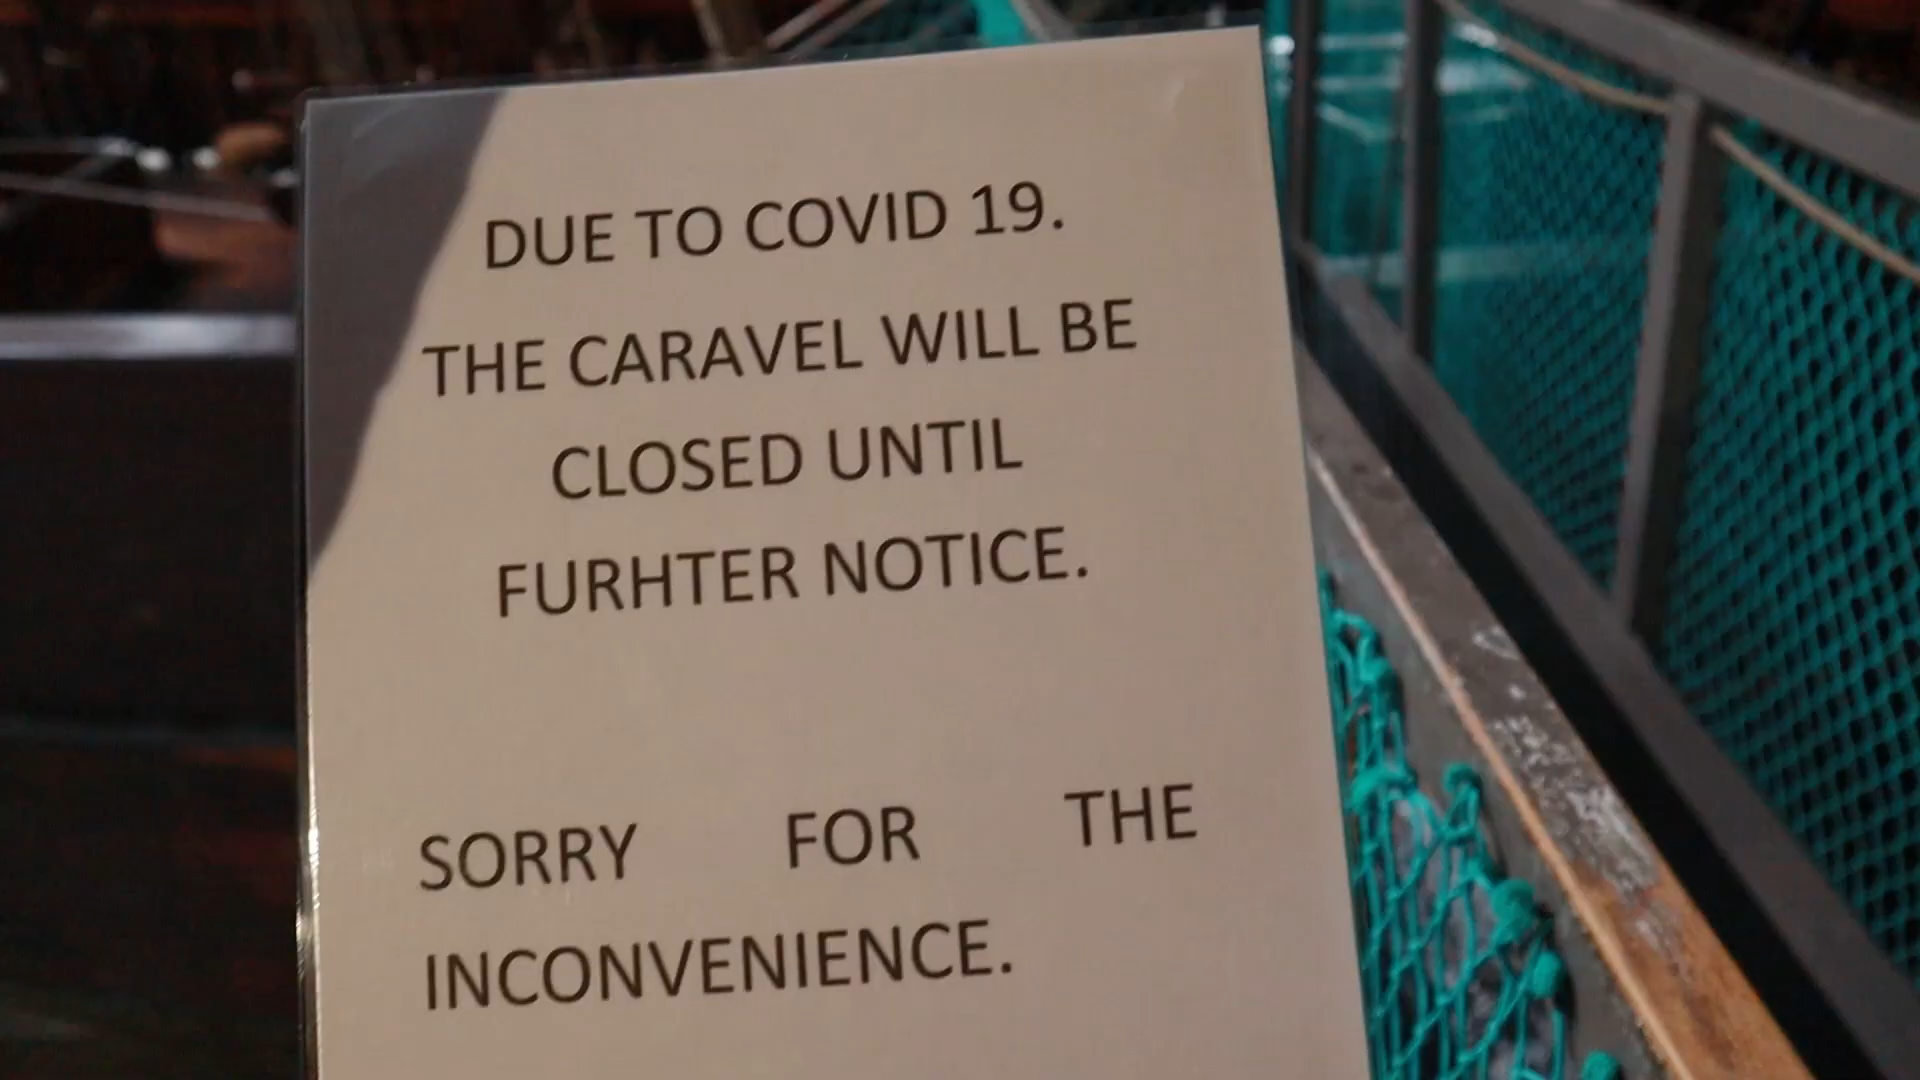 DUE TO COVID 19.
THE CARAVEL WILL BE
CLOSED UNTIL
FURHTER NOTICE.
SORRY FOR THE
INCONVENIENCE.